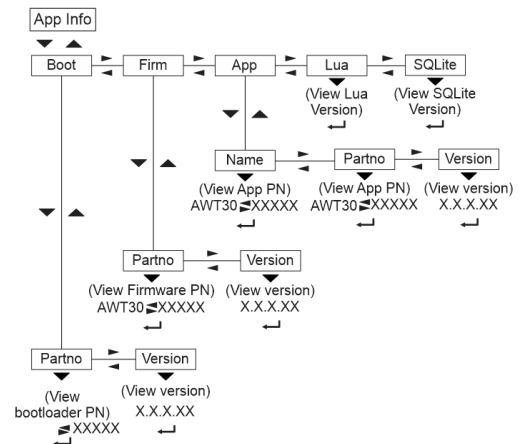 App Info
Boot Firm App Lua SQLite
(View Lua Version)
(View SQLite Version)
Name Partno Version
(View App PN)
AWT30 XXXXX
(View App PN)
AWT30 XXXXX
(View version)
X.X.X.XX
Partno Version
(View Firmware PN)
AWT30 XXXXX
(View version)
X.X.X.XX
Partno Version
(View
bootloader PN)
XXXXX
(View version)
X.X.X.XX